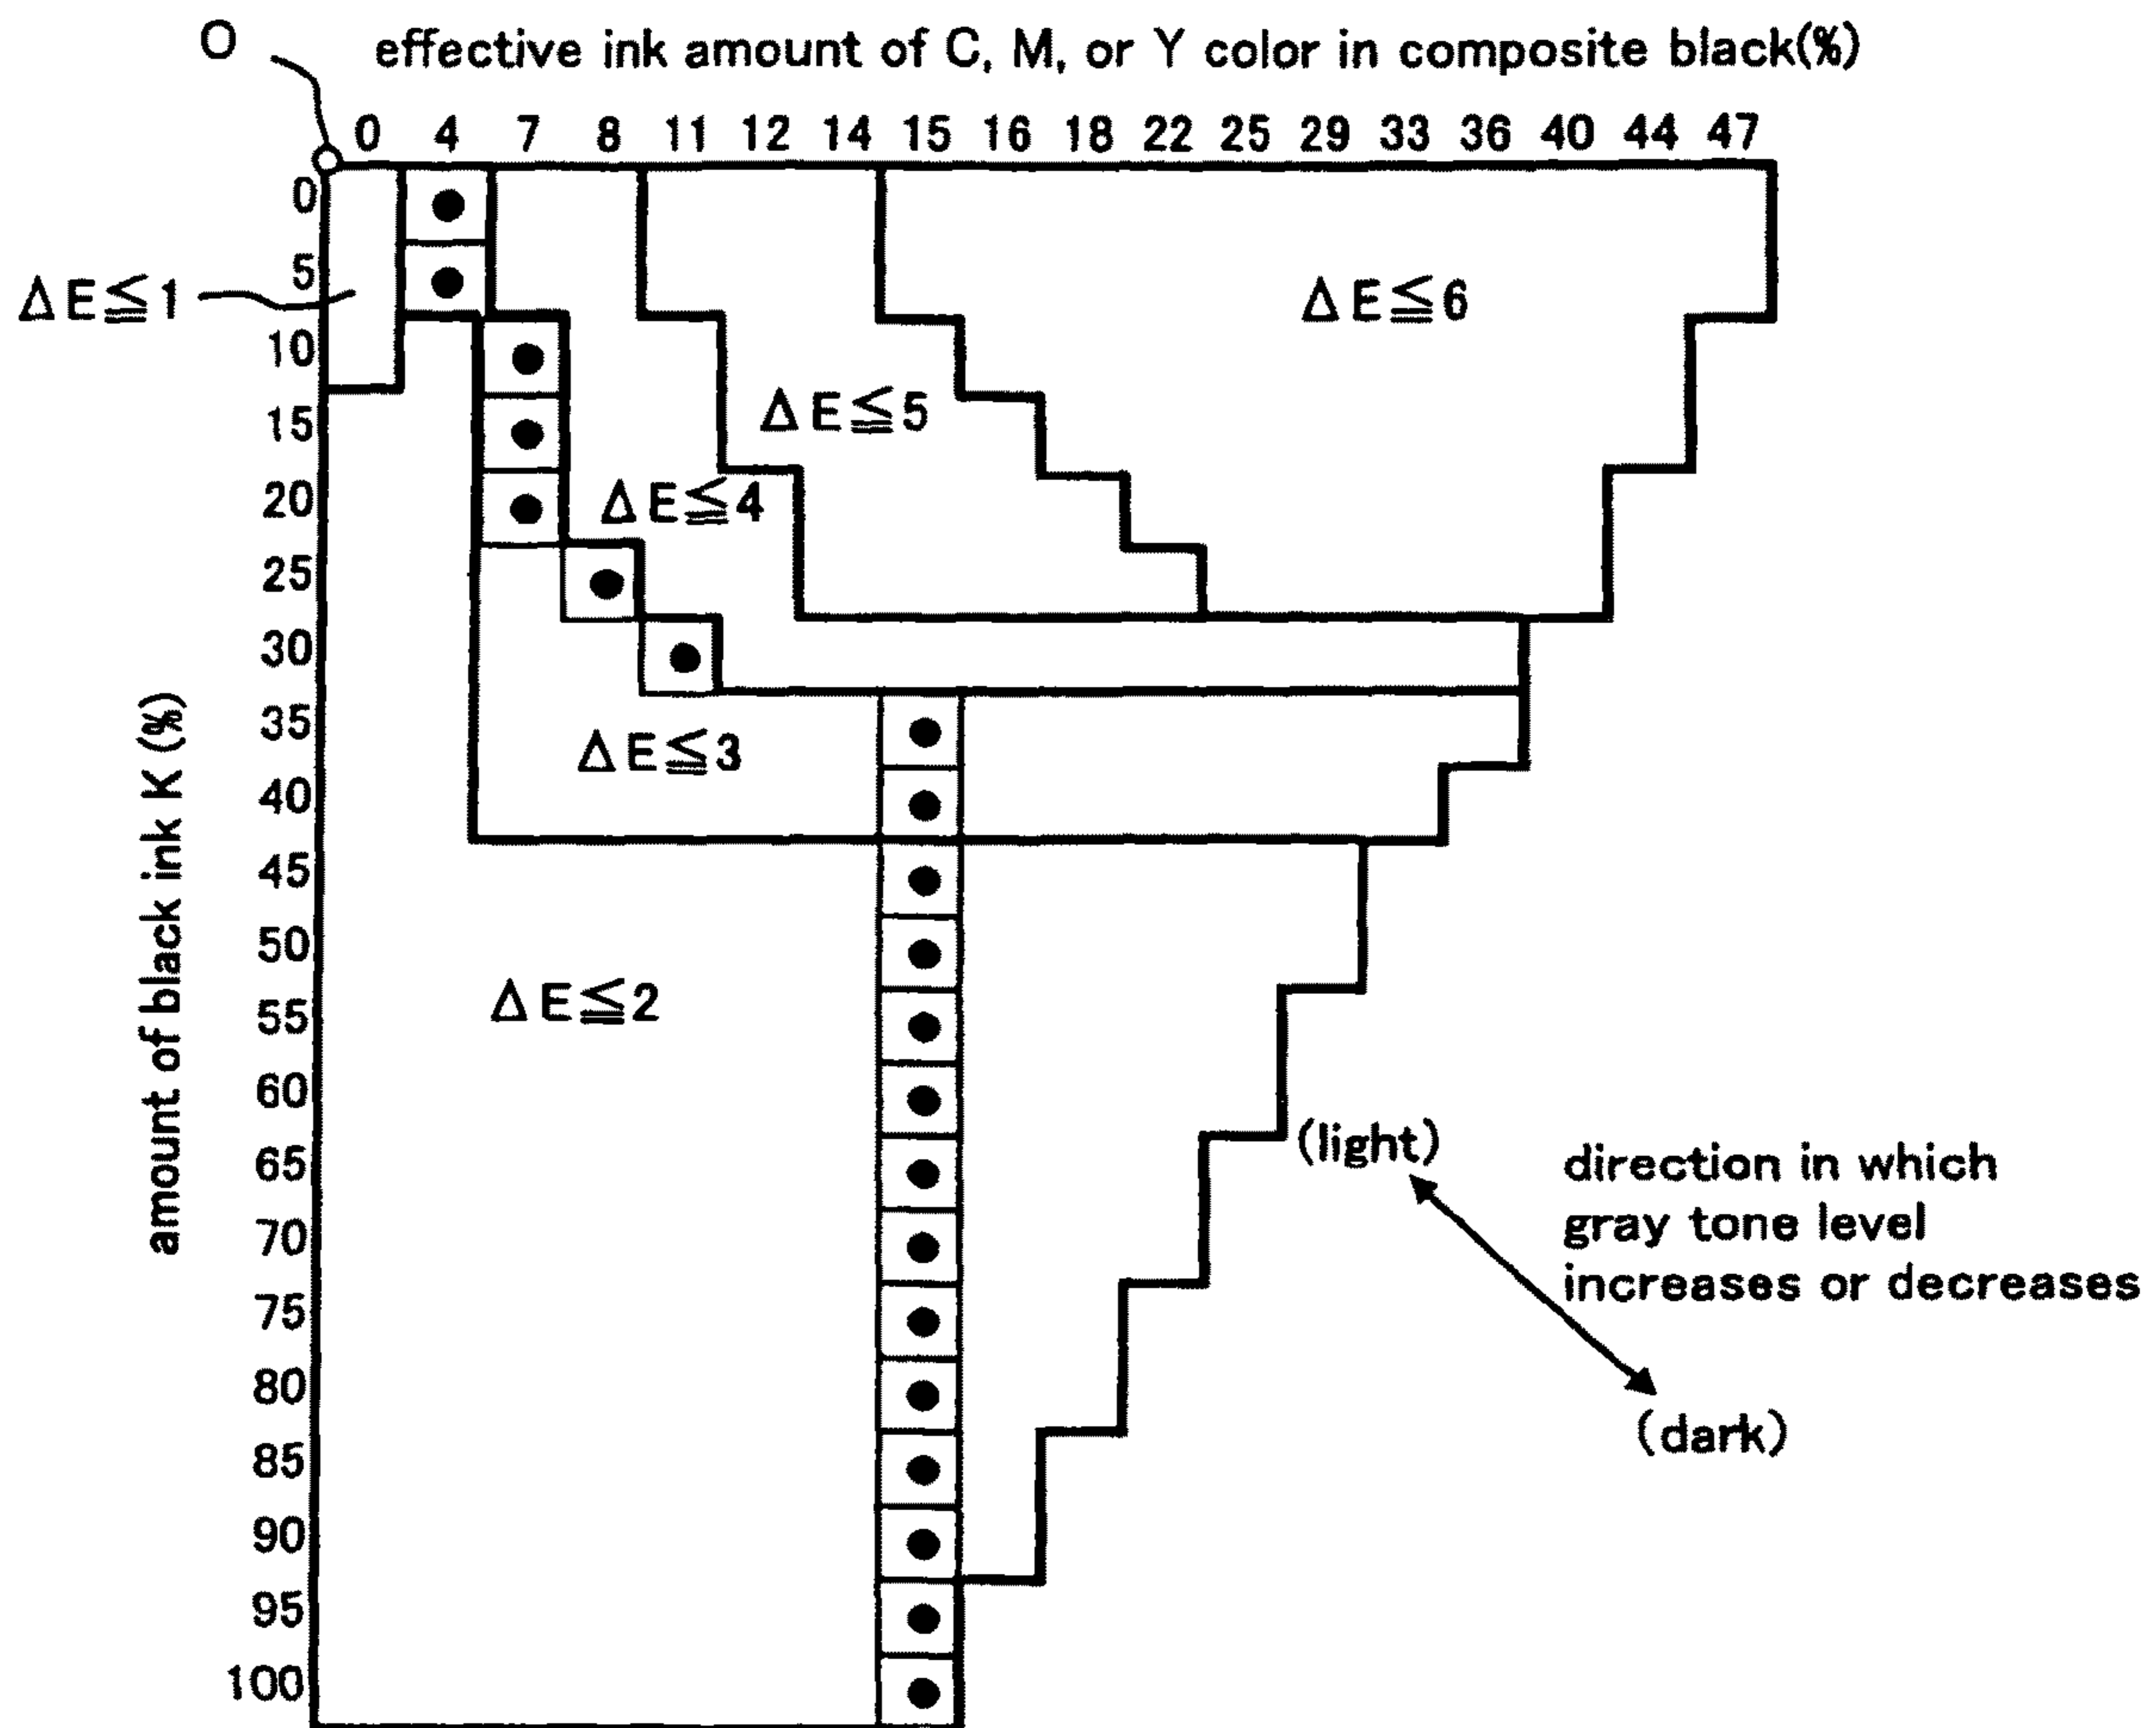 O
effective ink amount of C, M, or Y color in composite black(%)
0 4 7 8 11 12 14 15 16 18 22 25 29 33 36 40 44 47
0
5
ΔE≦1
ΔE≦6
10
15
ΔE≦5
20
ΔE≦4
25
30
35
ΔE≦3
40
45
50
ΔE≦2
55
60
65
70
75
80
85
90
95
100
amount of black ink K (%)
(light)
direction in which
gray tone level
increases or decreases
(dark)